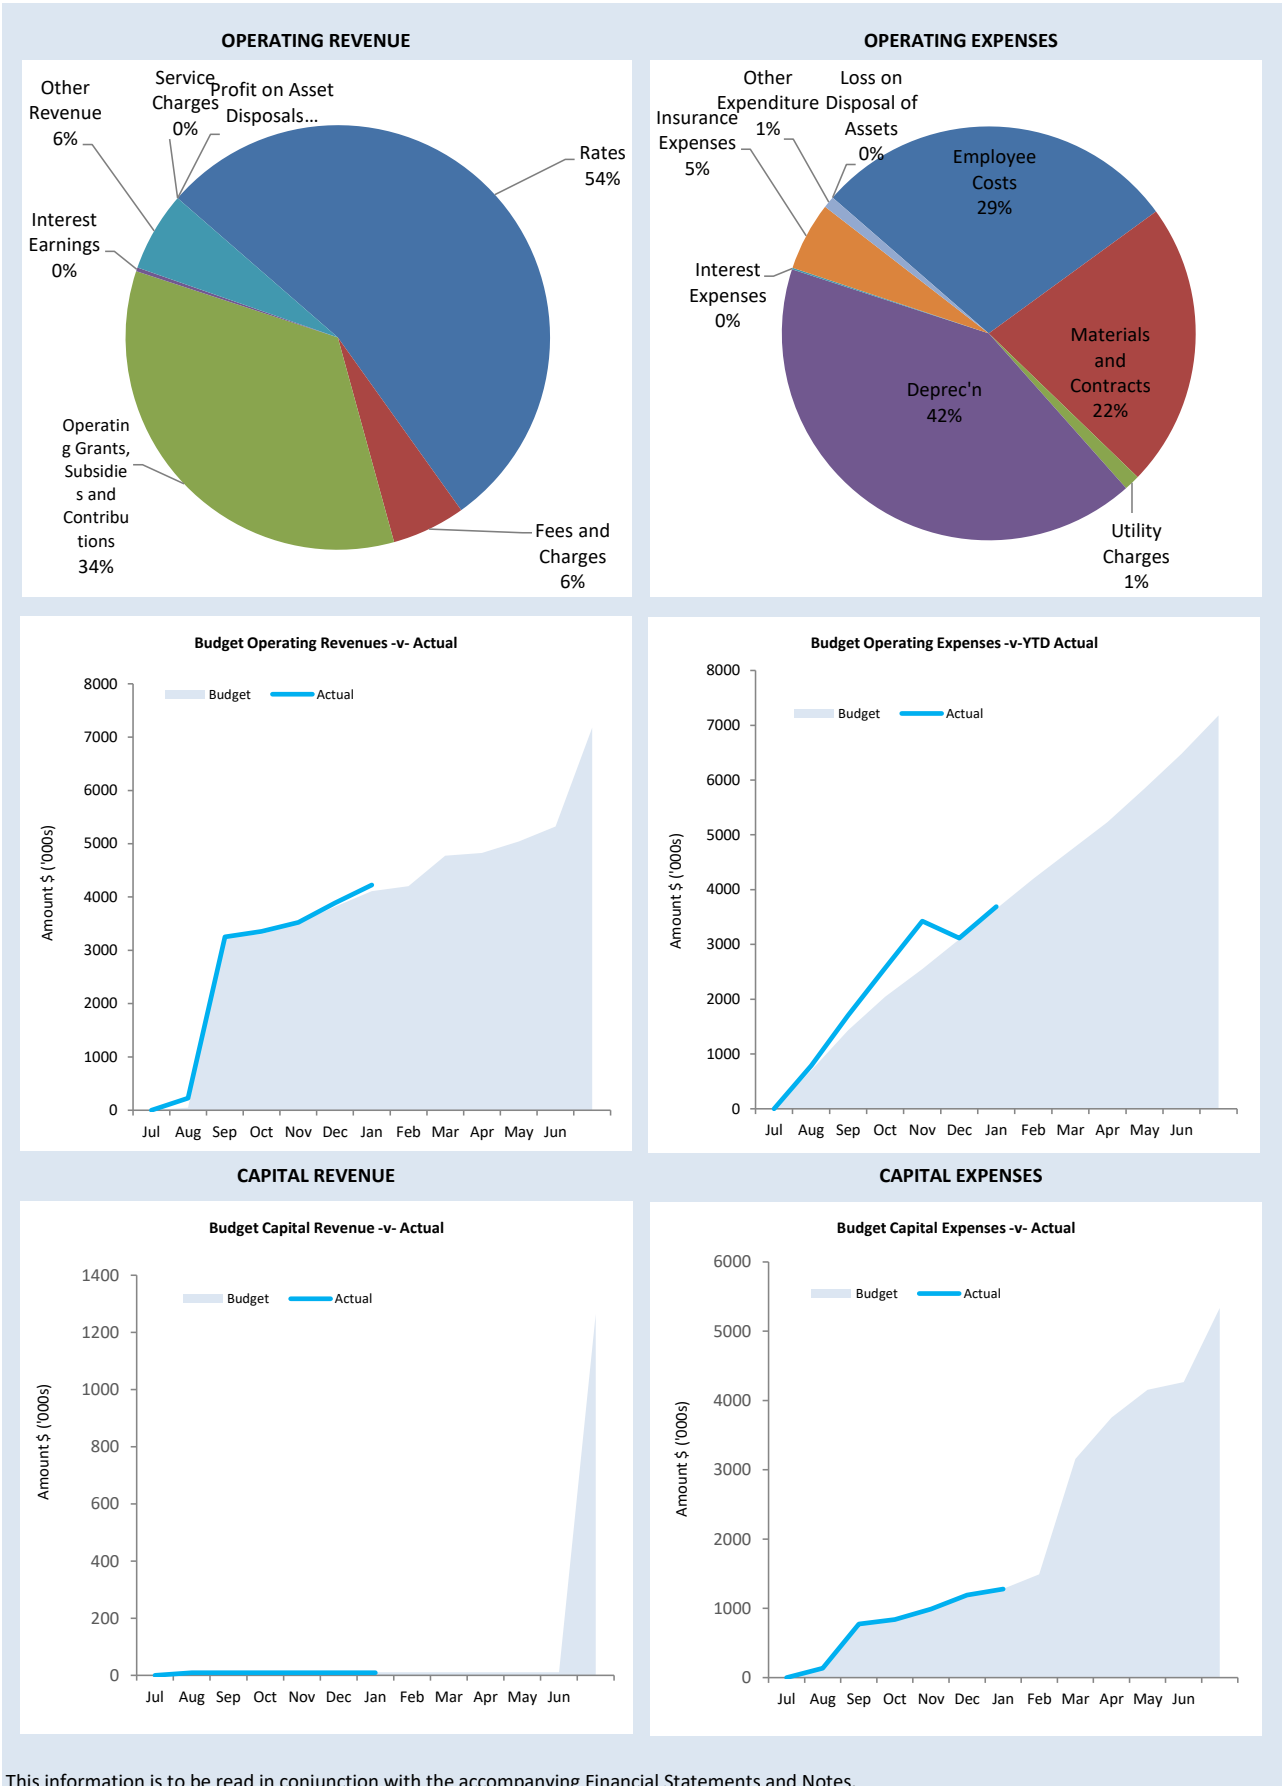 OPERATING REVENUE
OPERATING EXPENSES
Other
Revenue
6%
Service
Charges
0%
Profit on Asset
Disposals...
Rates
54%
Interest
Earnings
0%
Operatin
g Grants,
Subsidie
s and
Contribu
tions
34%
Fees and
Charges
6%
Other
Expenditure
1%
Loss on
Disposal of
Assets
0%
Insurance
Expenses
5%
Employee
Costs
29%
Interest
Expenses
0%
Materials
and
Contracts
22%
Deprec'n
42%
Utility
Charges
1%
Budget Operating Revenues -v- Actual
Budget Actual
Amount $ ('000s)
8000
7000
6000
5000
4000
3000
2000
1000
0
Jul Aug Sep Oct Nov Dec Jan Feb Mar Apr May Jun
Budget Operating Expenses -v-YTD Actual
Budget Actual
Amount $ ('000s)
8000
7000
6000
5000
4000
3000
2000
1000
0
Jul Aug Sep Oct Nov Dec Jan Feb Mar Apr May Jun
CAPITAL REVENUE
CAPITAL EXPENSES
Budget Capital Revenue -v- Actual
Budget Actual
Amount $ ('000s)
1400
1200
1000
800
600
400
200
0
Jul Aug Sep Oct Nov Dec Jan Feb Mar Apr May Jun
Budget Capital Expenses -v- Actual
Budget Actual
Amount $ ('000s)
6000
5000
4000
3000
2000
1000
0
Jul Aug Sep Oct Nov Dec Jan Feb Mar Apr May Jun
This information is to be read in conjunction with the accompanying Financial Statements and Notes.